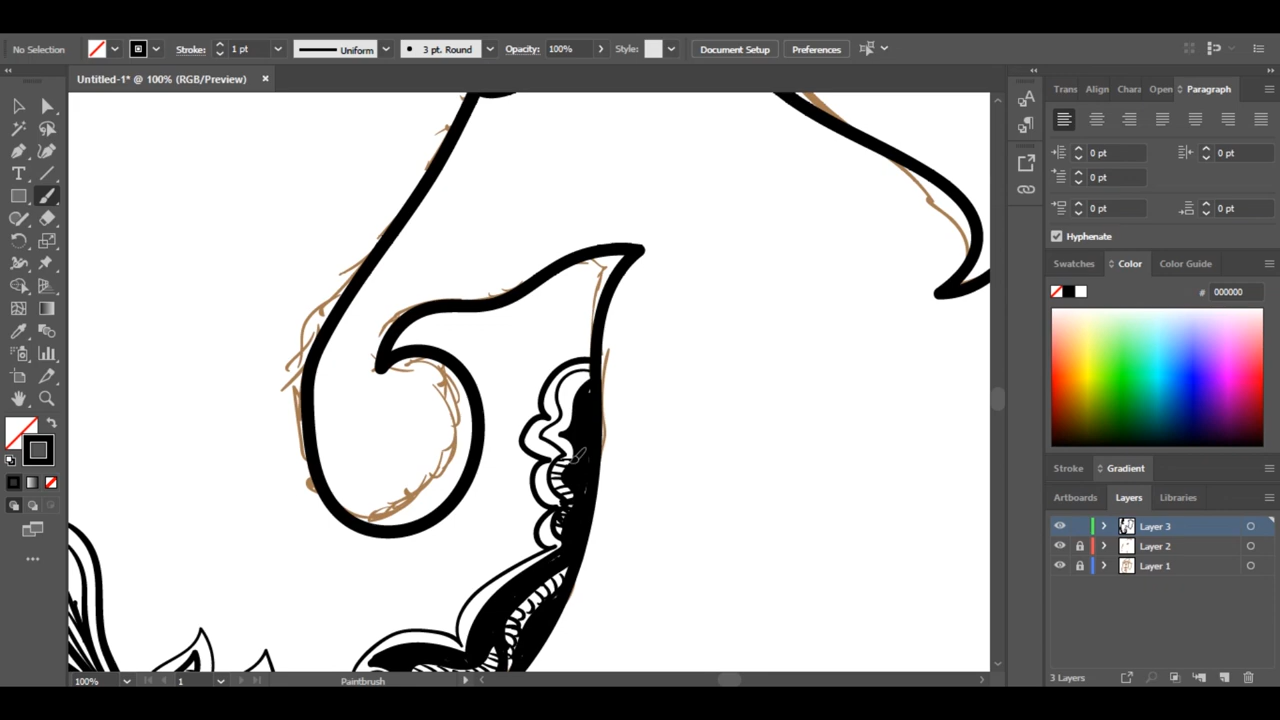 No Selection Stroke: 1 pt Uniform 3 pt. Round Opacity: 100% Style: Document Setup Preferences
Untitled-1* @ 100% (RGB/Preview)
Trans Align Chara Open Paragraph
0 pt 0 pt
0 pt
0 pt 0 pt
Hyphenate
Swatches Color Color Guide
# 000000
Stroke Gradient
Artboards Layers Libraries
Layer 3
Layer 2
Layer 1
100% 1 Paintbrush 3 Layers